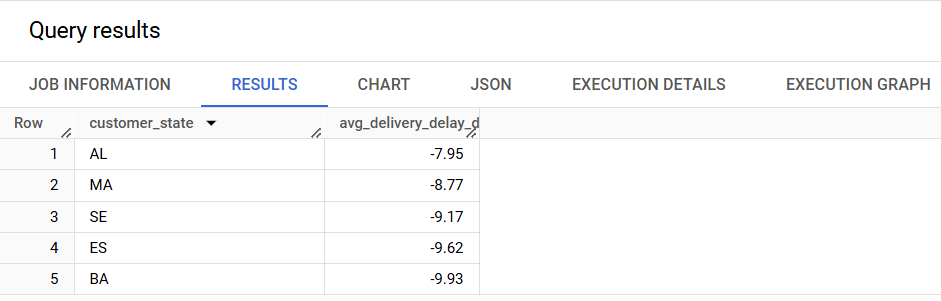 Query results
JOB INFORMATION RESULTS CHART JSON EXECUTION DETAILS EXECUTION GRAPH
Row customer_state avg_delivery_delay_d
1 AL -7.95
2 MA -8.77
3 SE -9.17
4 ES -9.62
5 BA -9.93